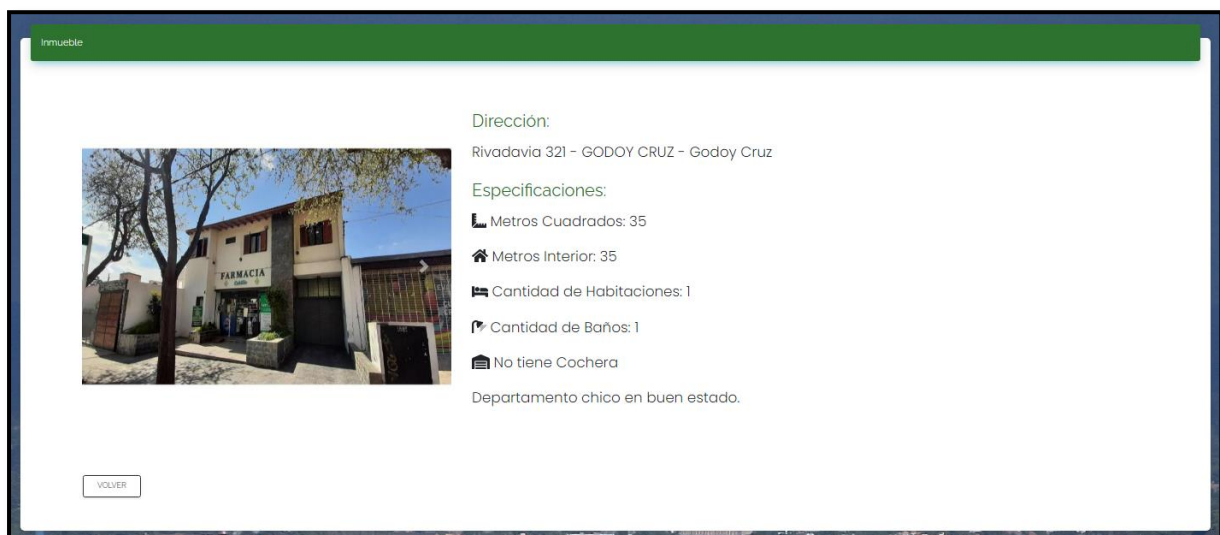 Inmueble
Dirección:
Rivadavia 321 - GODOY CRUZ - Godoy Cruz
Especificaciones:
Metros Cuadrados: 35
Metros Interior: 35
Cantidad de Habitaciones: 1
Cantidad de Baños: 1
No tiene Cochera
Departamento chico en buen estado.
FARMACIA
VOLVER